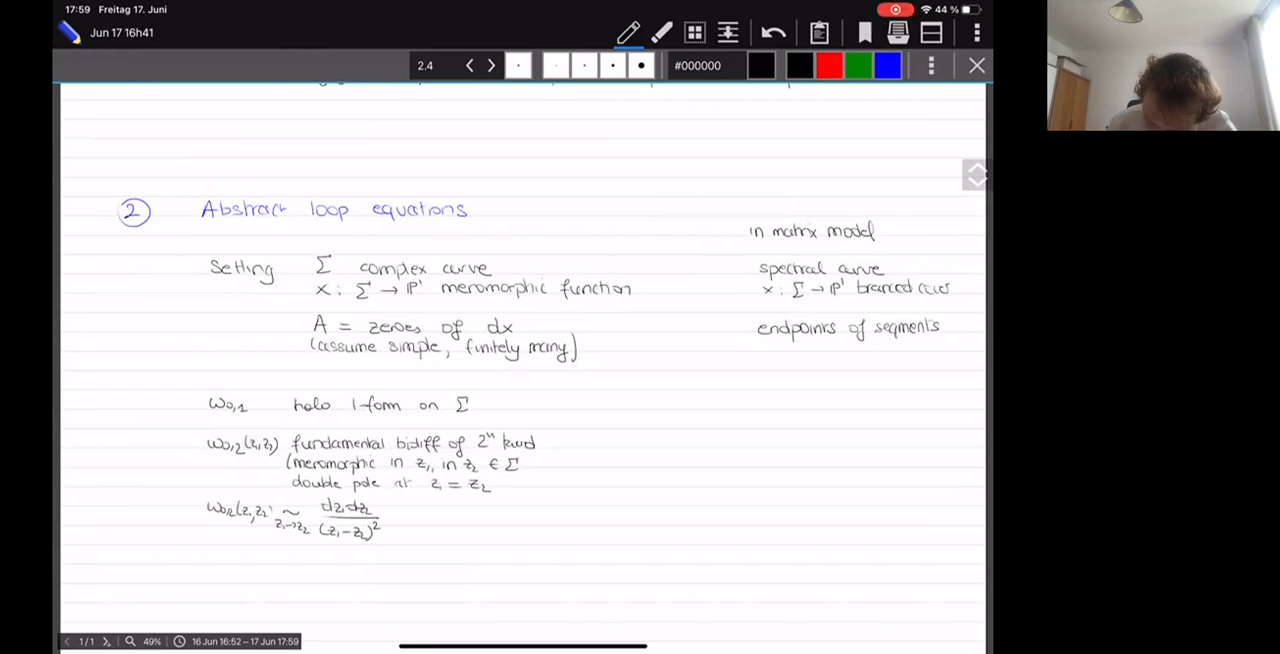 17:59 Freitag 17. Juni
44 %
Jun 17 16h41
2.4
#000000
2 Abstract loop equations
in matrix model
Setting Σ complex curve
spectral curve
x : Σ → P¹ meromorphic function
x : Σ → P¹ branced cover
A = zeroes of dx
endpoints of segments
(assume simple, finitely many)
ω0,1 holo 1-form on Σ
ω0,2(z1,z2) fundamental bidiff of 2ⁿ kind
(meromorphic in z1, in z2 ∈ Σ
double pole at z1 = z2
ω0,2(z1,z2) ~ z1→z2 dz1dz2 / (z1-z2)²
1/1
49%
16 Jun 16:52 – 17 Jun 17:59